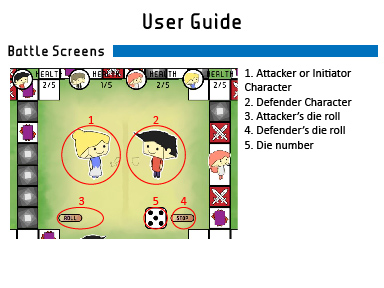 User Guide
Battle Screens
HEALTH HEALTH HEALTH
2/5 1/5 2/5 2/5
1 2
3 5 4
ROLL STOP
1. Attacker or Initiator
Character
2. Defender Character
3. Attacker's die roll
4. Defender's die roll
5. Die number